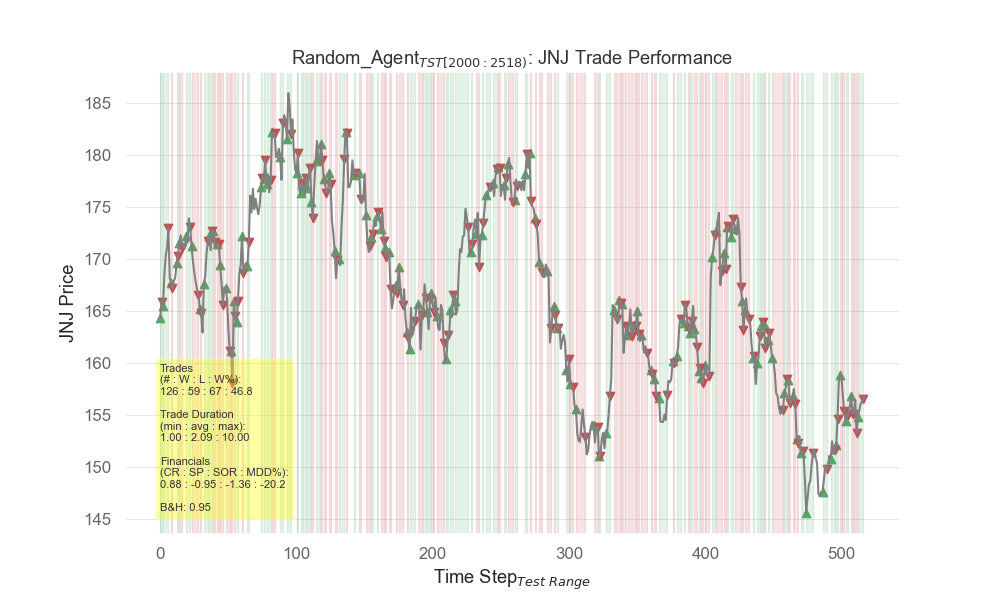 Random_Agent TST[2000 : 2518) : JNJ Trade Performance
JNJ Price
185
180
175
170
165
160
155
150
145
Trades
(# : W : L : W%):
126 : 59 : 67 : 46.8
Trade Duration
(min : avg : max):
1.00 : 2.09 : 10.00
Financials
(CR : SP : SOR : MDD%):
0.88 : -0.95 : -1.36 : -20.2
B&H: 0.95
0 100 200 300 400 500
Time Step Test Range